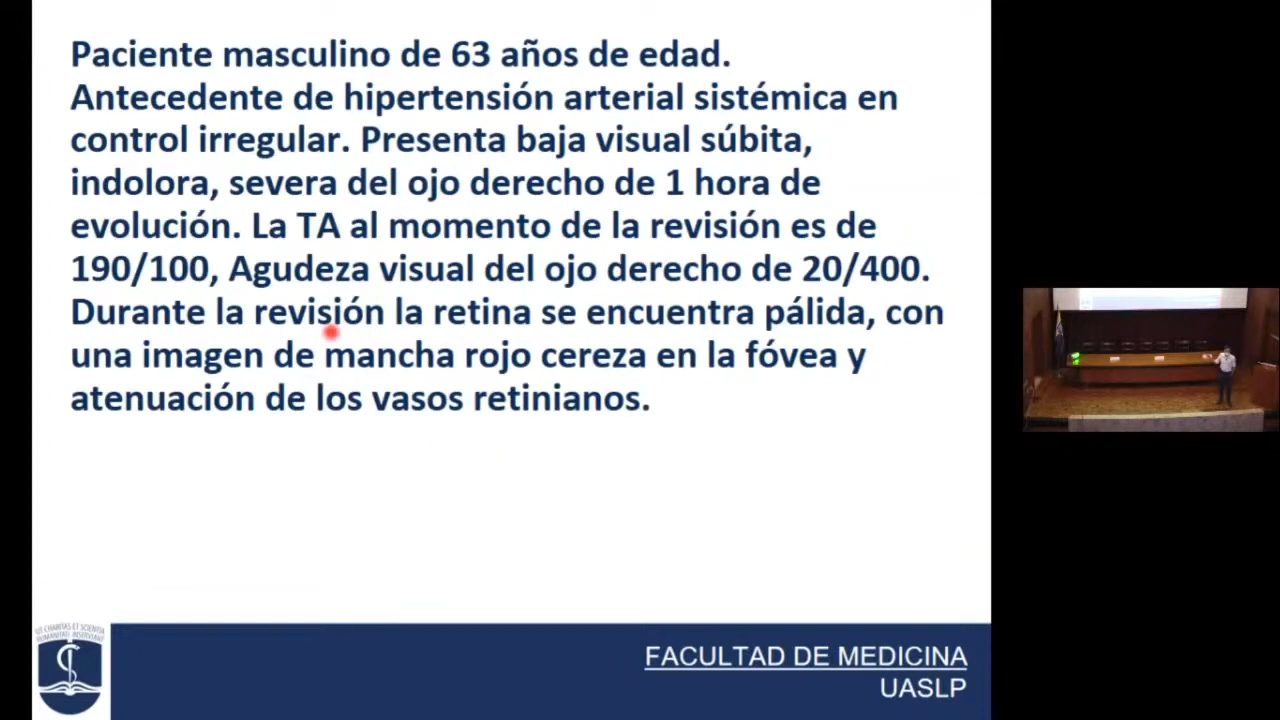 Paciente masculino de 63 años de edad.
Antecedente de hipertensión arterial sistémica en
control irregular. Presenta baja visual súbita,
indolora, severa del ojo derecho de 1 hora de
evolución. La TA al momento de la revisión es de
190/100, Agudeza visual del ojo derecho de 20/400.
Durante la revisión la retina se encuentra pálida, con
una imagen de mancha rojo cereza en la fóvea y
atenuación de los vasos retinianos.
FACULTAD DE MEDICINA
UASLP